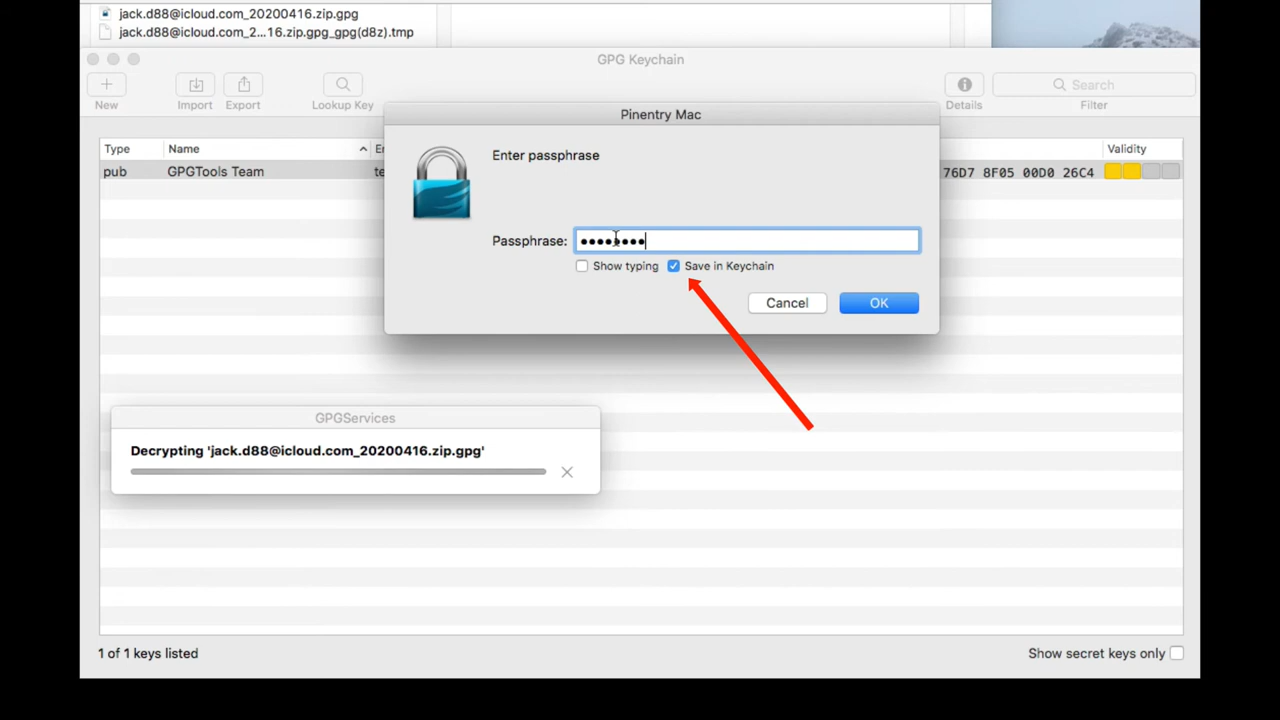 jack.d88@icloud.com_20200416.zip.gpg
jack.d88@icloud.com_2...16.zip.gpg_gpg(d8z).tmp
GPG Keychain
New
Import
Export
Lookup Key
Details
Search
Filter
Type
Name
Validity
pub
GPGTools Team
te
76D7 8F05 00D0 26C4
Pinentry Mac
Enter passphrase
Passphrase: ••••••••
Show typing
Save in Keychain
Cancel
OK
GPGServices
Decrypting 'jack.d88@icloud.com_20200416.zip.gpg'
1 of 1 keys listed
Show secret keys only